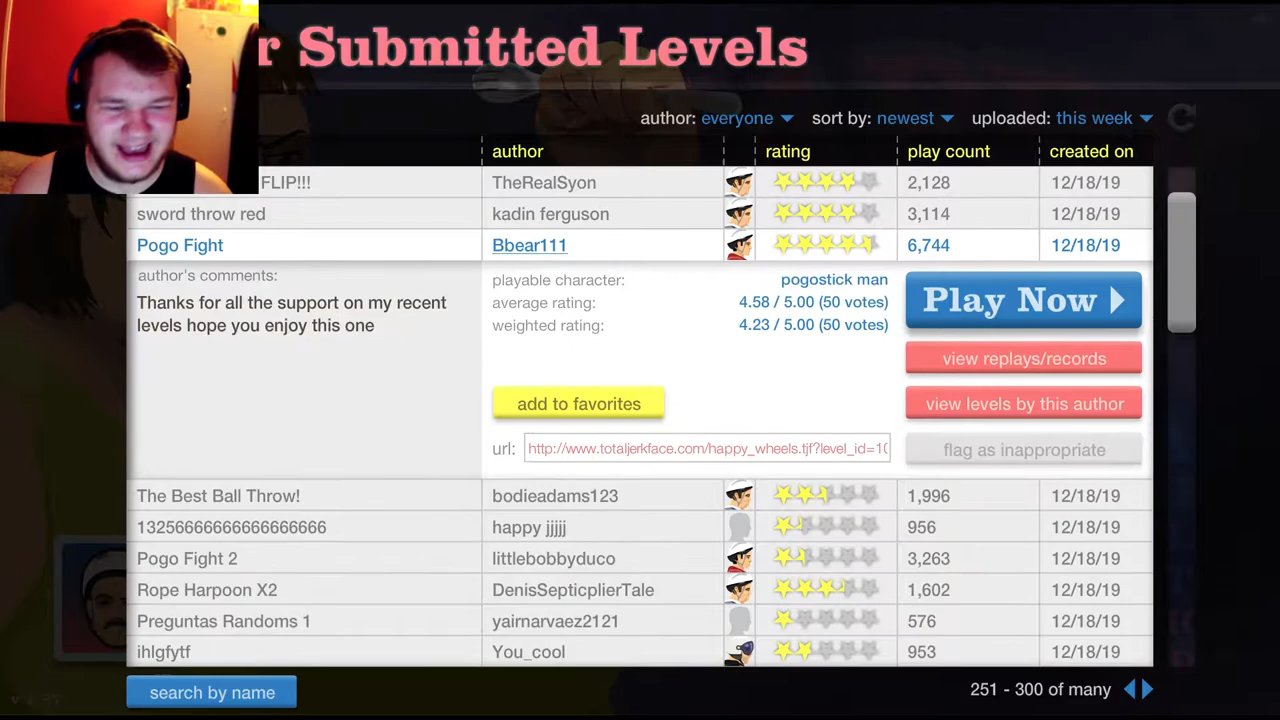 r Submitted Levels
author: everyone sort by: newest uploaded: this week
author rating play count created on
FLIP!!! TheRealSyon 2,128 12/18/19
sword throw red kadin ferguson 3,114 12/18/19
Pogo Fight Bbear111 6,744 12/18/19
author's comments:
Thanks for all the support on my recent
levels hope you enjoy this one
playable character: pogostick man
average rating: 4.58 / 5.00 (50 votes)
weighted rating: 4.23 / 5.00 (50 votes)
Play Now
view replays/records
add to favorites
view levels by this author
url: http://www.totaljerkface.com/happy_wheels.tjf?level_id=10
flag as inappropriate
The Best Ball Throw! bodieadams123 1,996 12/18/19
13256666666666666666 happy jjjjj 956 12/18/19
Pogo Fight 2 littlebobbyduco 3,263 12/18/19
Rope Harpoon X2 DenisSepticplierTale 1,602 12/18/19
Preguntas Randoms 1 yairnarvaez2121 576 12/18/19
ihlgfytf You_cool 953 12/18/19
search by name
251 - 300 of many